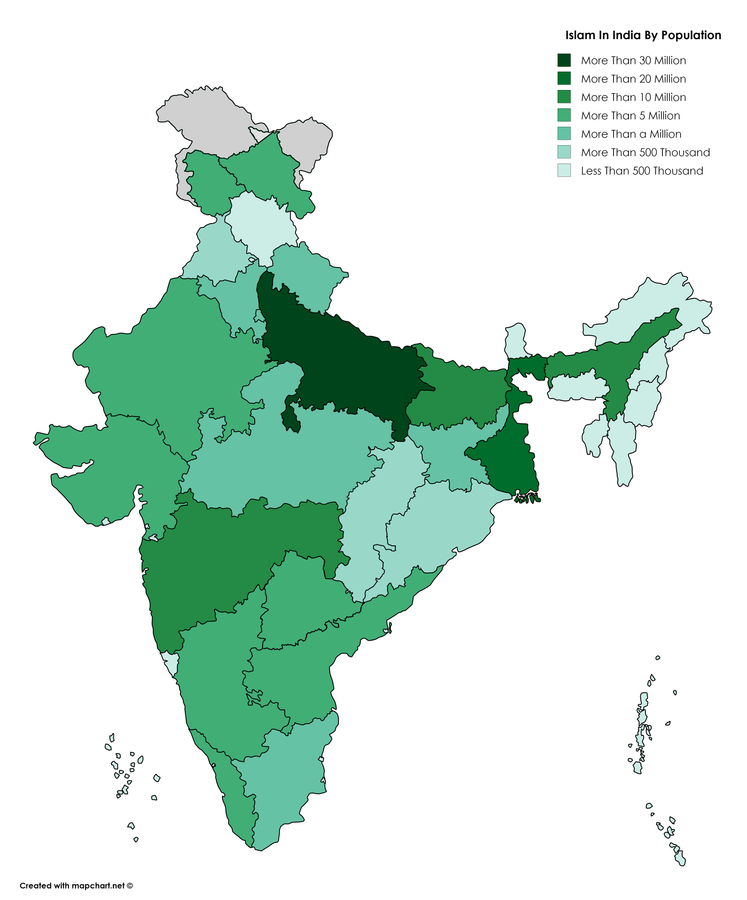 Islam In India By Population
More Than 30 Million
More Than 20 Million
More Than 10 Million
More Than 5 Million
More Than a Million
More Than 500 Thousand
Less Than 500 Thousand
Created with mapchart.net ©